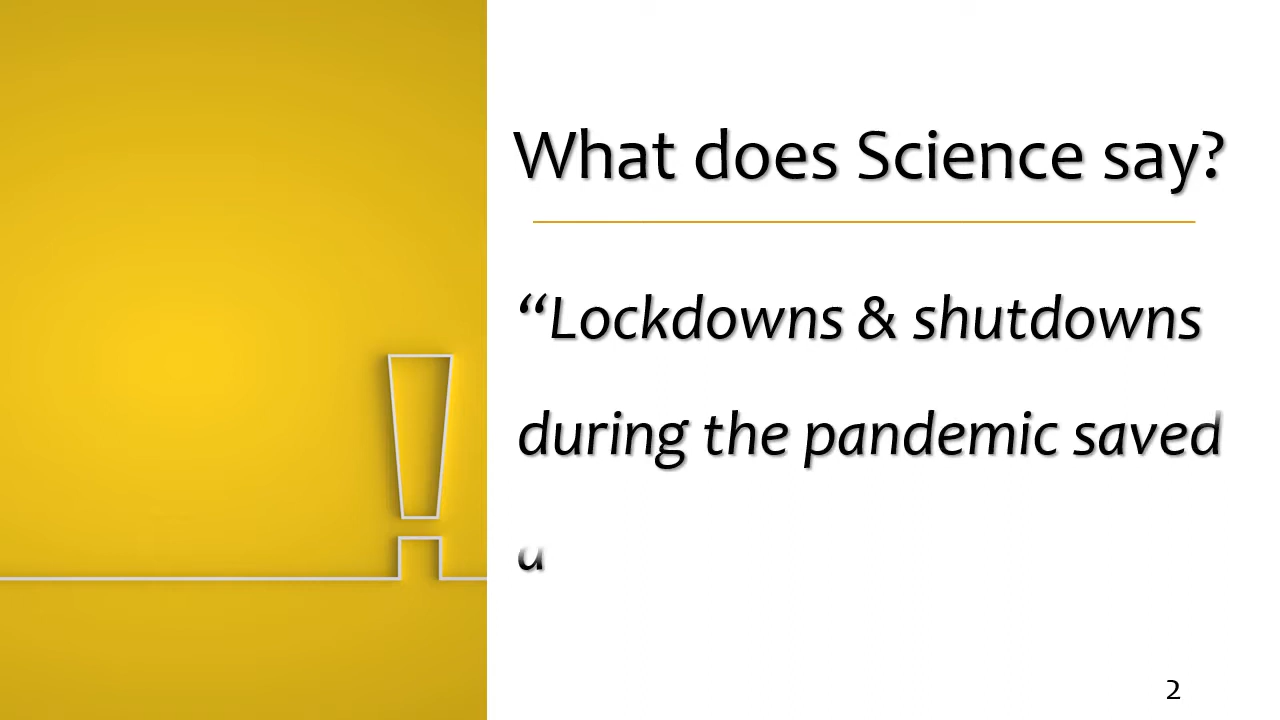 What does Science say?
“Lockdowns & shutdowns
during the pandemic saved
2